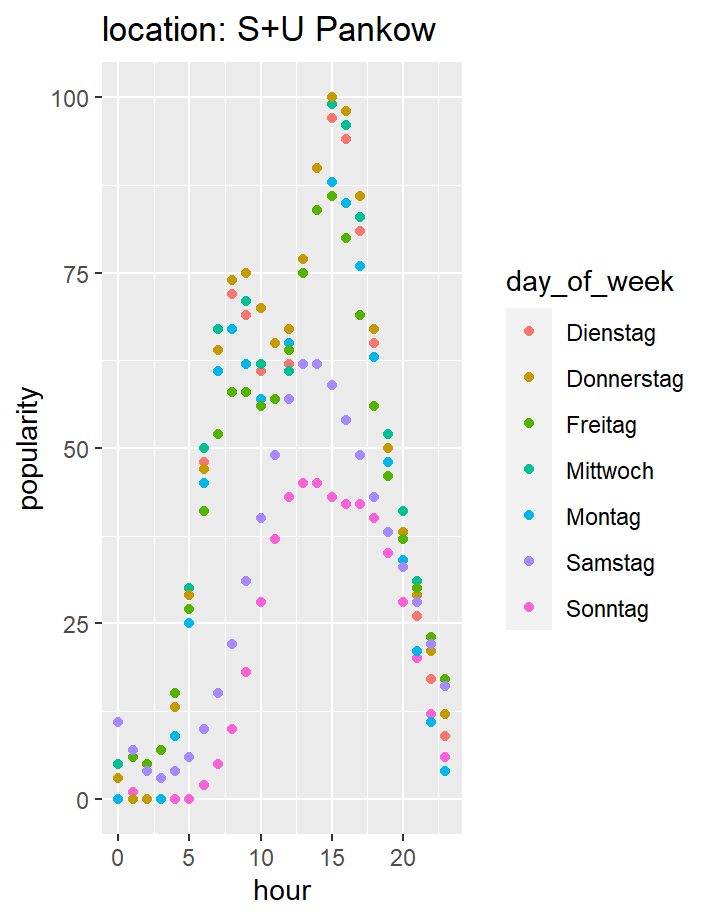 location: S+U Pankow
100
75
50
25
0
popularity
0 5 10 15 20
hour
day_of_week
Dienstag
Donnerstag
Freitag
Mittwoch
Montag
Samstag
Sonntag